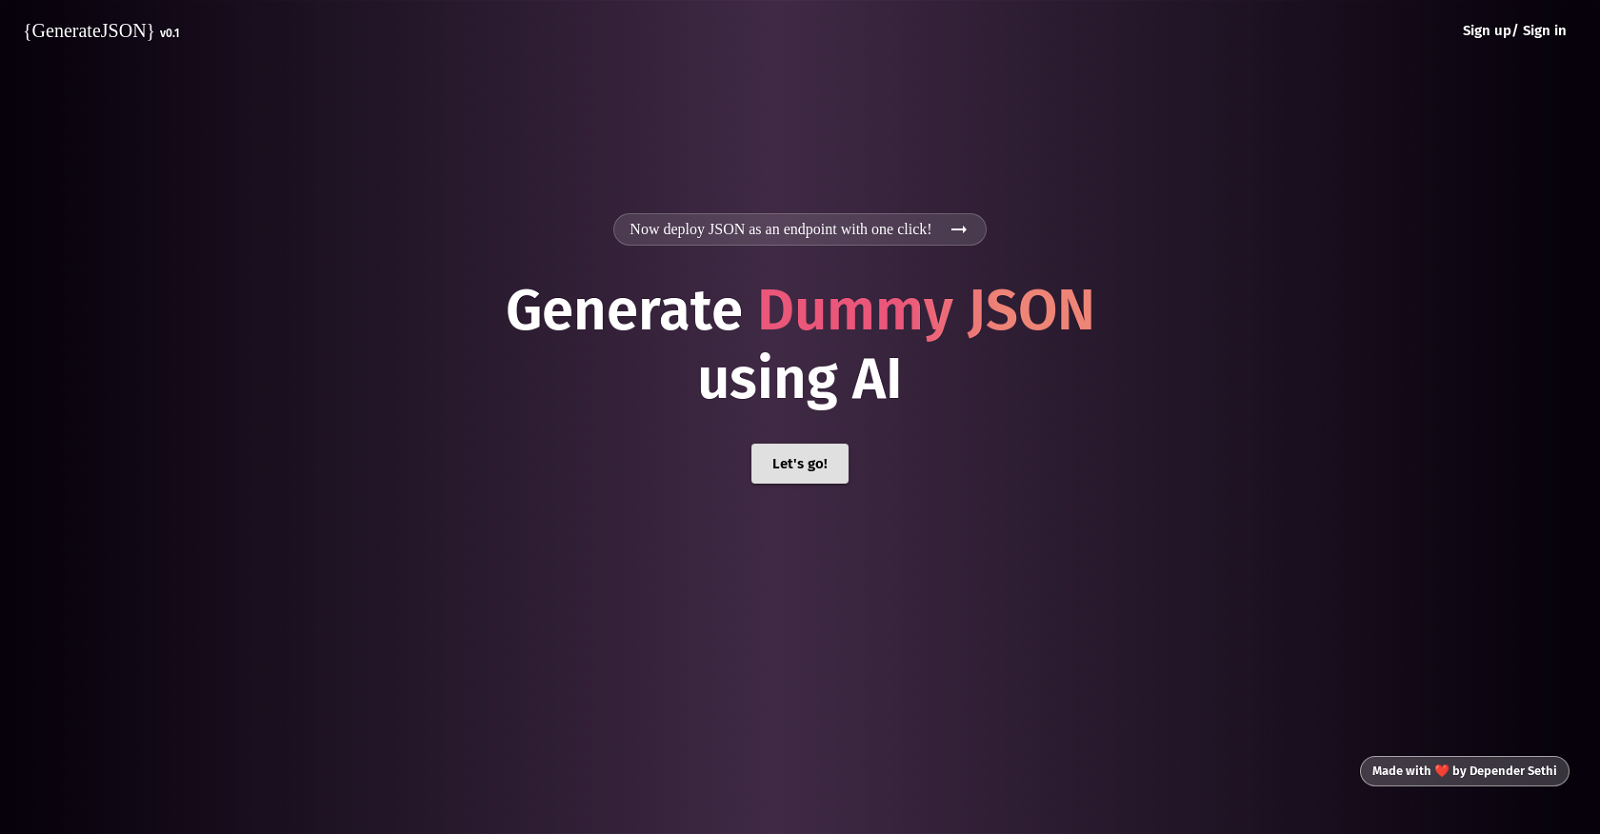 {GenerateJSON} v0.1
Sign up/ Sign in
Now deploy JSON as an endpoint with one click! →
Generate Dummy JSON
using AI
Let's go!
Made with ❤️ by Depender Sethi